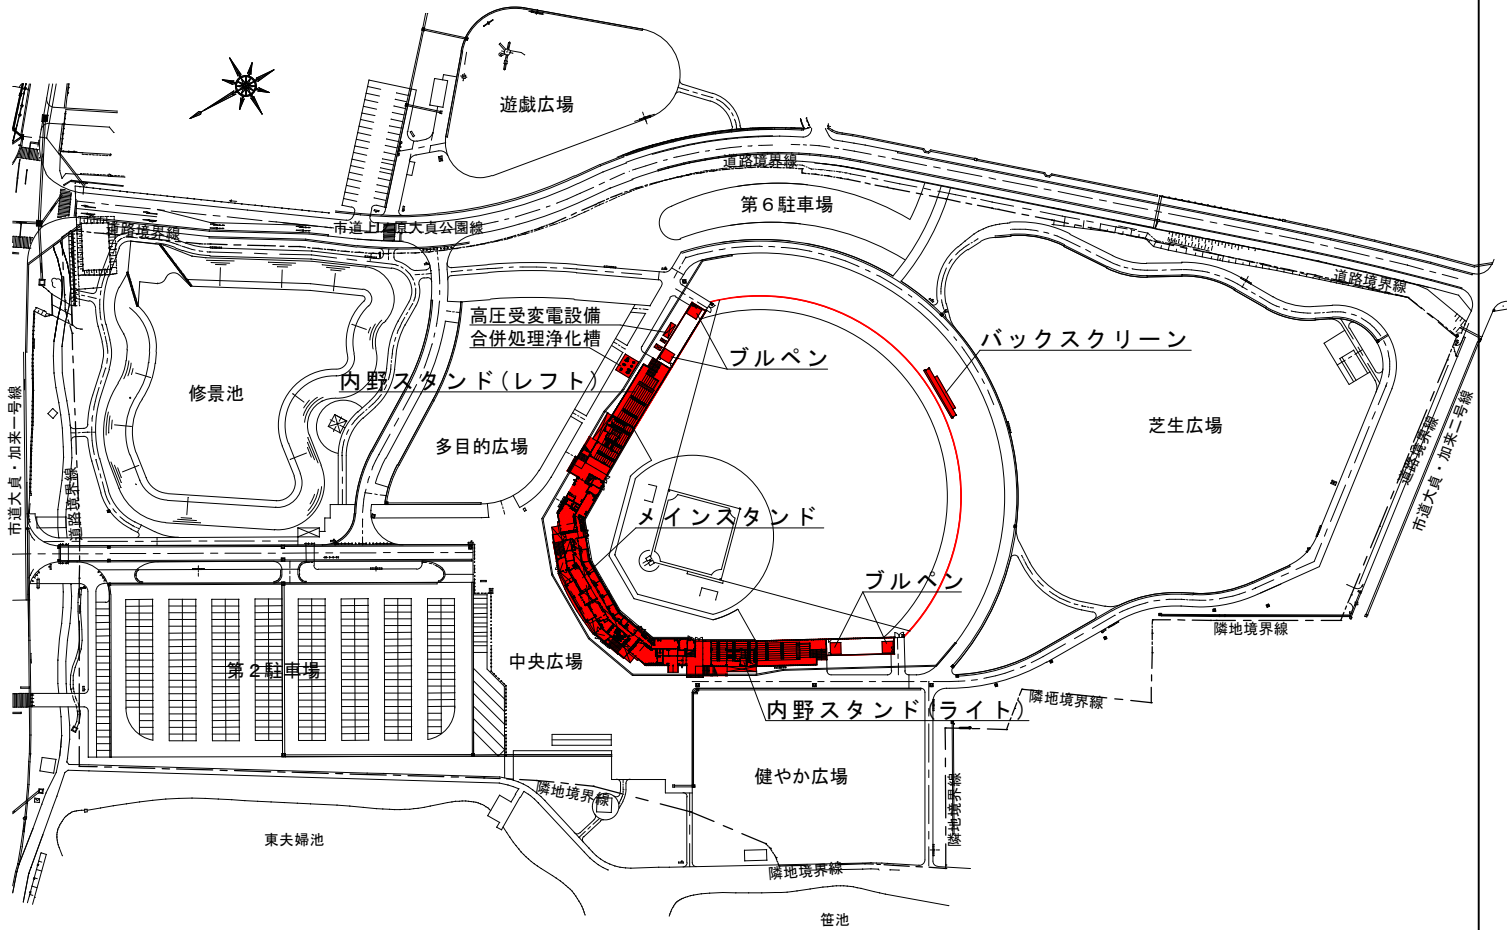 遊戯広場
道路境界線
第６駐車場
道路境界線
市道上ノ原大貞公園線
道路境界線
高圧受変電設備
合併処理浄化槽
ブルペン
バックスクリーン
内野スタンド(レフト)
修景池
市道大貞・加来一号線
多目的広場
芝生広場
道路境界線
市道大貞・加来二号線
道路境界線
メインスタンド
ブルペン
隣地境界線
中央広場
第２駐車場
隣地境界線
内野スタンド(ライト)
健やか広場
隣地境界線
隣地境界線
東夫婦池
隣地境界線
笹池